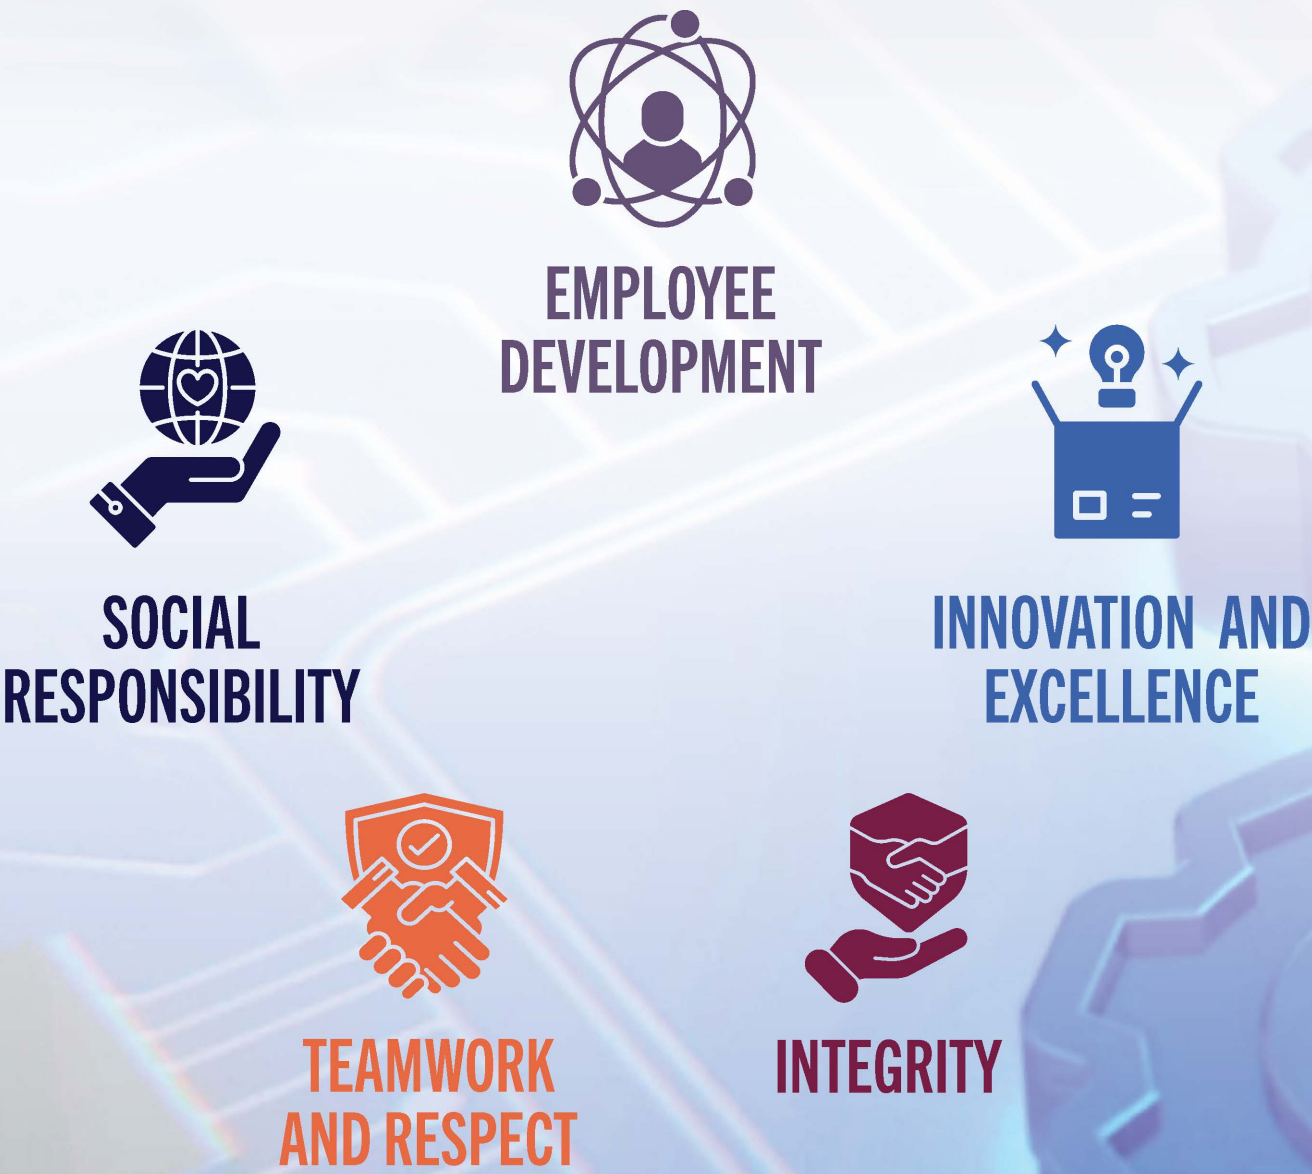 EMPLOYEE
DEVELOPMENT
SOCIAL
RESPONSIBILITY
INNOVATION AND
EXCELLENCE
TEAMWORK
AND RESPECT
INTEGRITY